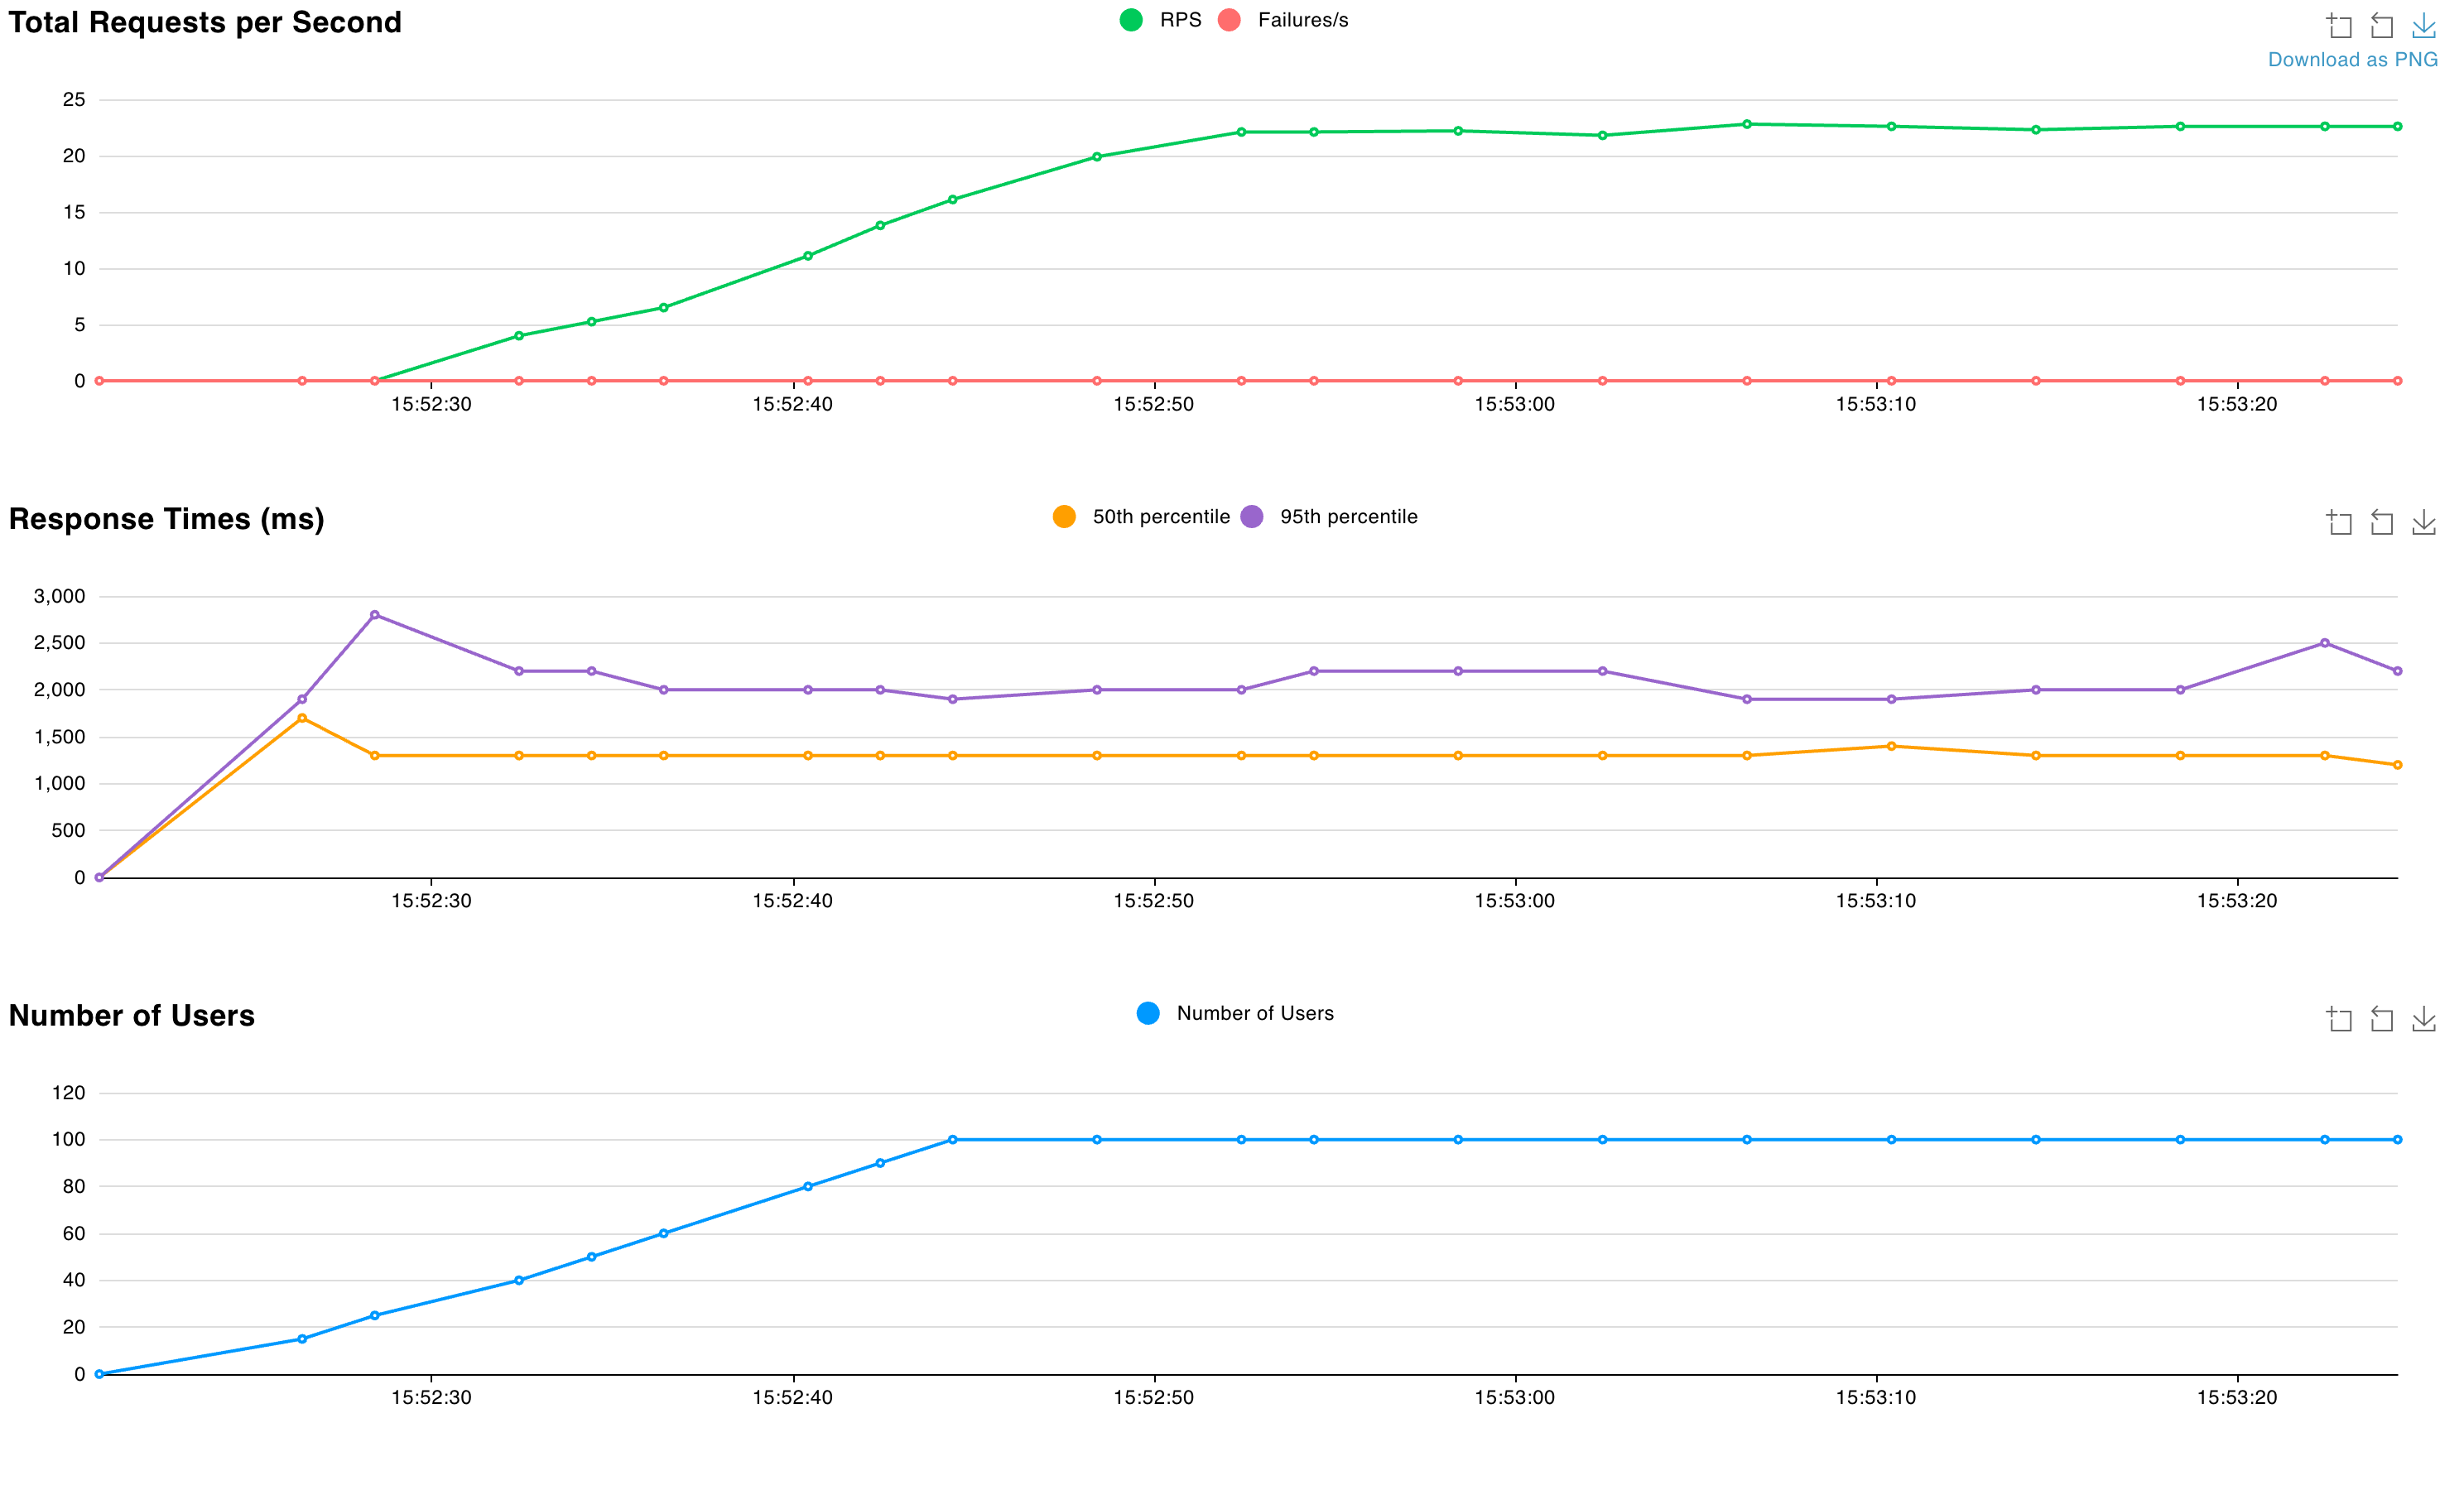 Total Requests per Second
RPS Failures/s
Download as PNG
25
20
15
10
5
0
15:52:30 15:52:40 15:52:50 15:53:00 15:53:10 15:53:20
Response Times (ms)
50th percentile 95th percentile
3,000
2,500
2,000
1,500
1,000
500
0
15:52:30 15:52:40 15:52:50 15:53:00 15:53:10 15:53:20
Number of Users
Number of Users
120
100
80
60
40
20
0
15:52:30 15:52:40 15:52:50 15:53:00 15:53:10 15:53:20